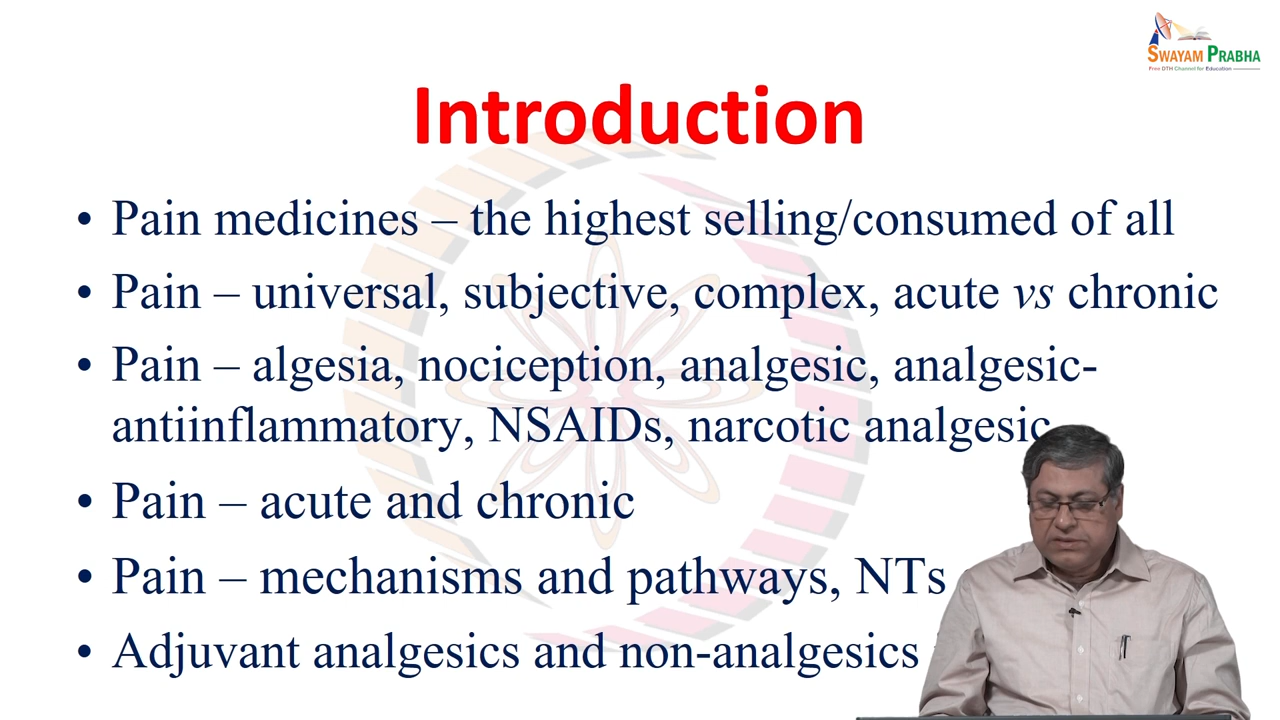 SWAYAM PRABHA
Free DTH Channel for Education
Introduction
• Pain medicines – the highest selling/consumed of all
• Pain – universal, subjective, complex, acute vs chronic
• Pain – algesia, nociception, analgesic, analgesic-
antiinflammatory, NSAIDs, narcotic analgesic
• Pain – acute and chronic
• Pain – mechanisms and pathways, NTs
• Adjuvant analgesics and non-analgesics